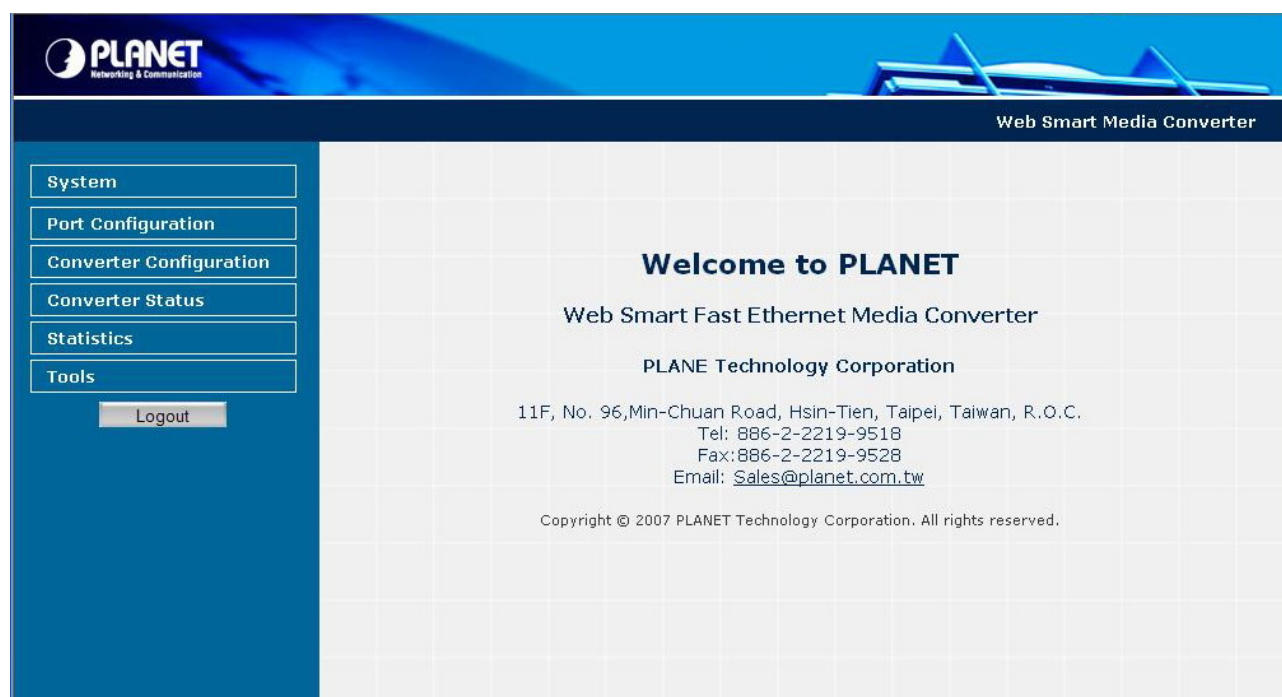 PLANET
Networking & Communication
Web Smart Media Converter
System
Port Configuration
Converter Configuration
Converter Status
Statistics
Tools
Logout
Welcome to PLANET
Web Smart Fast Ethernet Media Converter
PLANE Technology Corporation
11F, No. 96,Min-Chuan Road, Hsin-Tien, Taipei, Taiwan, R.O.C.
Tel: 886-2-2219-9518
Fax:886-2-2219-9528
Email: Sales@planet.com.tw
Copyright © 2007 PLANET Technology Corporation. All rights reserved.